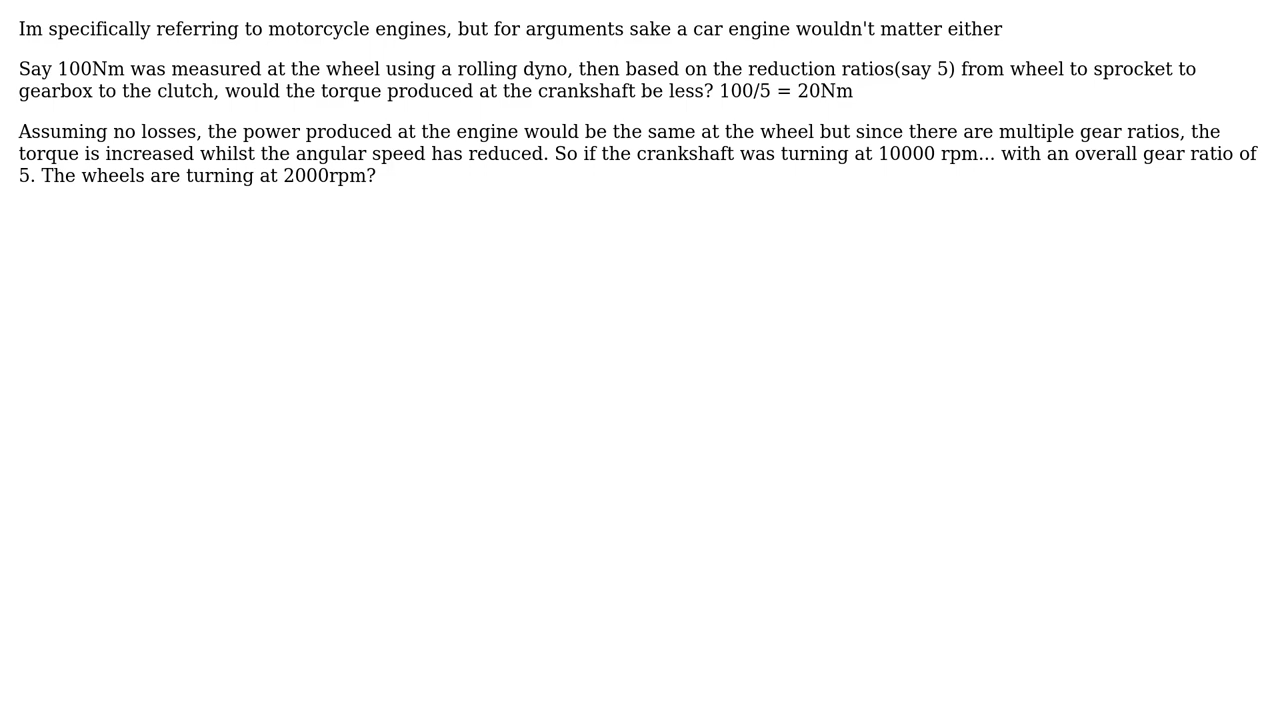 Im specifically referring to motorcycle engines, but for arguments sake a car engine wouldn't matter either
Say 100Nm was measured at the wheel using a rolling dyno, then based on the reduction ratios(say 5) from wheel to sprocket to
gearbox to the clutch, would the torque produced at the crankshaft be less? 100/5 = 20Nm
Assuming no losses, the power produced at the engine would be the same at the wheel but since there are multiple gear ratios, the
torque is increased whilst the angular speed has reduced. So if the crankshaft was turning at 10000 rpm... with an overall gear ratio of
5. The wheels are turning at 2000rpm?